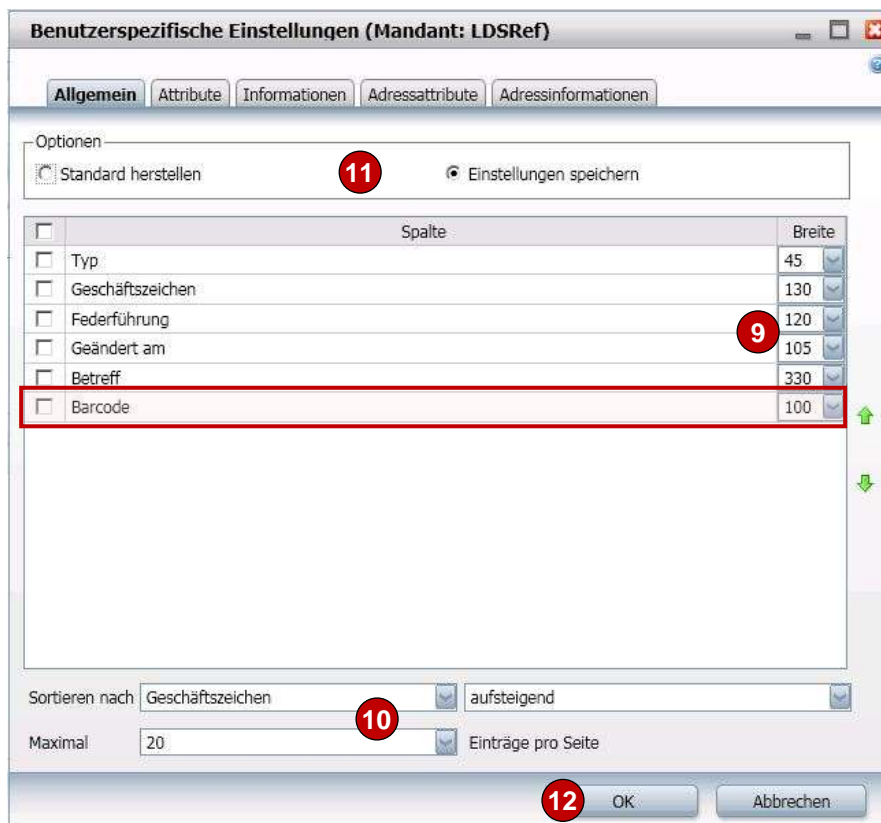 Benutzerspezifische Einstellungen (Mandant: LDSRef)
Allgemein Attribute Informationen Adressattribute Adressinformationen
Optionen
Standard herstellen 11 Einstellungen speichern
Spalte Breite
Typ 45
Geschäftszeichen 130
Federführung 120
9
Geändert am 105
Betreff 330
Barcode 100
Sortieren nach Geschäftszeichen aufsteigend
10
Maximal 20 Einträge pro Seite
12 OK Abbrechen